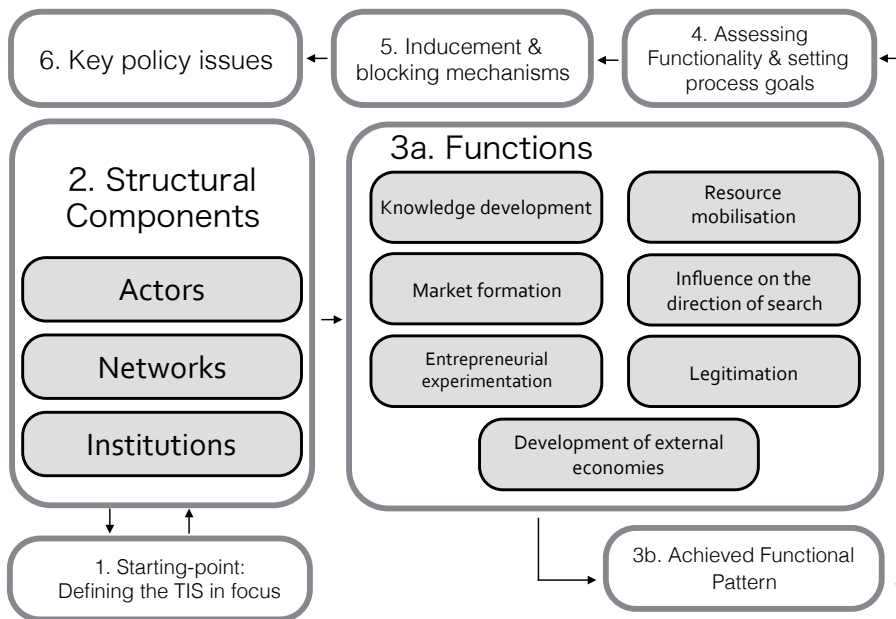 6. Key policy issues
5. Inducement &
blocking mechanisms
4. Assessing
Functionality & setting
process goals
2. Structural
Components
Actors
Networks
Institutions
3a. Functions
Knowledge development
Resource
mobilisation
Market formation
Influence on the
direction of search
Entrepreneurial
experimentation
Legitimation
Development of external
economies
1. Starting-point:
Defining the TIS in focus
3b. Achieved Functional
Pattern